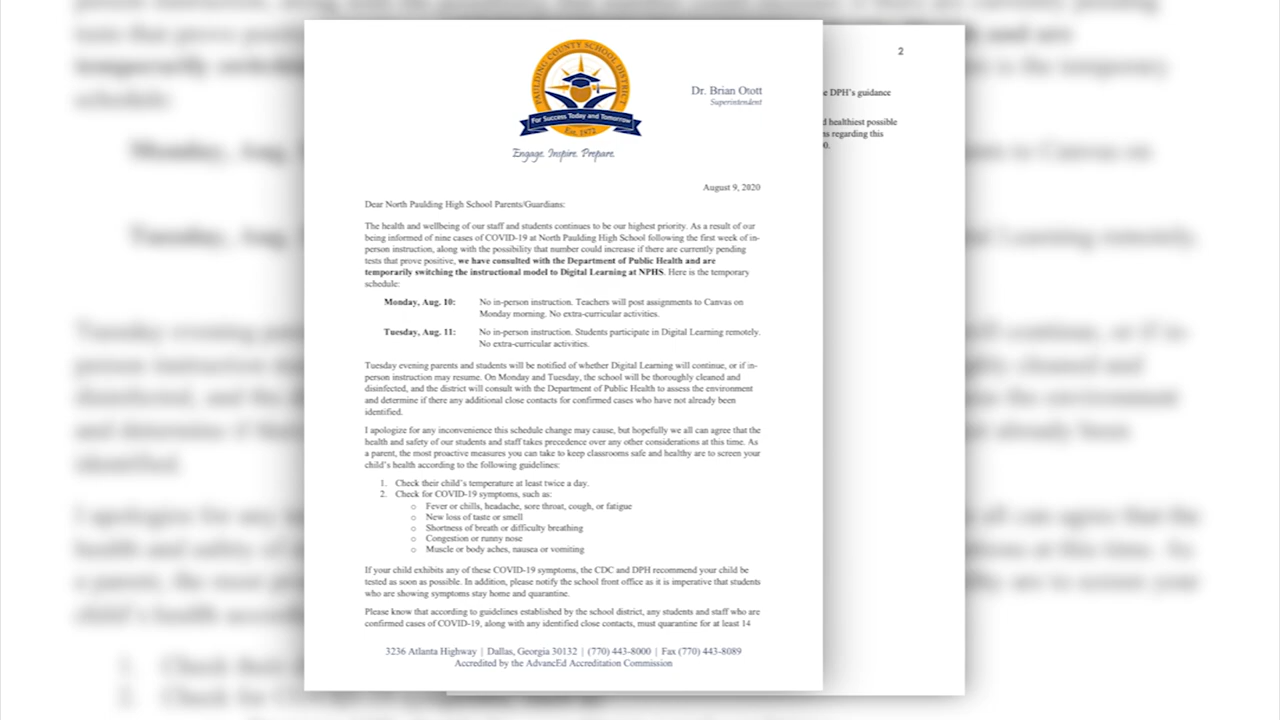 PAULDING COUNTY SCHOOL DISTRICT
For Success Today and Tomorrow
Est. 1872
Engage. Inspire. Prepare.
Dr. Brian Otott
Superintendent
August 9, 2020
Dear North Paulding High School Parents/Guardians:
The health and wellbeing of our staff and students continues to be our highest priority. As a result of our
being informed of nine cases of COVID-19 at North Paulding High School following the first week of in-
person instruction, along with the possibility that number could increase if there are currently pending
tests that prove positive, we have consulted with the Department of Public Health and are
temporarily switching the instructional model to Digital Learning at NPHS. Here is the temporary
schedule:
Monday, Aug. 10: No in-person instruction. Teachers will post assignments to Canvas on
Monday morning. No extra-curricular activities.
Tuesday, Aug. 11: No in-person instruction. Students participate in Digital Learning remotely.
No extra-curricular activities.
Tuesday evening parents and students will be notified of whether Digital Learning will continue, or if in-
person instruction may resume. On Monday and Tuesday, the school will be thoroughly cleaned and
disinfected, and the district will consult with the Department of Public Health to assess the environment
and determine if there any additional close contacts for confirmed cases who have not already been
identified.
I apologize for any inconvenience this schedule change may cause, but hopefully we all can agree that the
health and safety of our students and staff takes precedence over any other considerations at this time. As
a parent, the most proactive measures you can take to keep classrooms safe and healthy are to screen your
child's health according to the following guidelines:
1. Check their child's temperature at least twice a day.
2. Check for COVID-19 symptoms, such as:
o Fever or chills, headache, sore throat, cough, or fatigue
o New loss of taste or smell
o Shortness of breath or difficulty breathing
o Congestion or runny nose
o Muscle or body aches, nausea or vomiting
If your child exhibits any of these COVID-19 symptoms, the CDC and DPH recommend your child be
tested as soon as possible. In addition, please notify the school front office as it is imperative that students
who are showing symptoms stay home and quarantine.
Please know that according to guidelines established by the school district, any students and staff who are
confirmed cases of COVID-19, along with any identified close contacts, must quarantine for at least 14
3236 Atlanta Highway | Dallas, Georgia 30132 | (770) 443-8000 | Fax (770) 443-8089
Accredited by the AdvancEd Accreditation Commission
2
e DPH's guidance
d healthiest possible
ns regarding this
0.